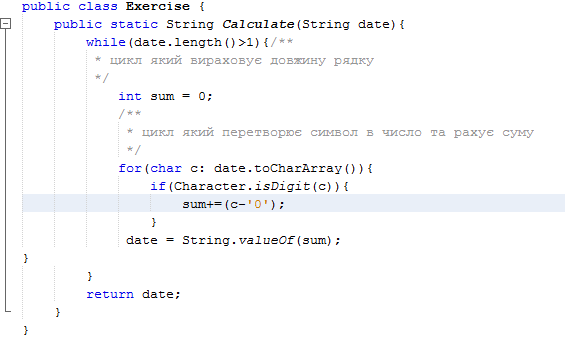 public class Exercise {
public static String Calculate(String date){
while(date.length()>1){/**
* цикл який вираховує довжину рядку
*/
int sum = 0;
/**
* цикл який перетворює символ в число та рахує суму
*/
for(char c: date.toCharArray()){
if(Character.isDigit(c)){
sum+=(c-'0');
}
date = String.valueOf(sum);
}
}
return date;
}
}